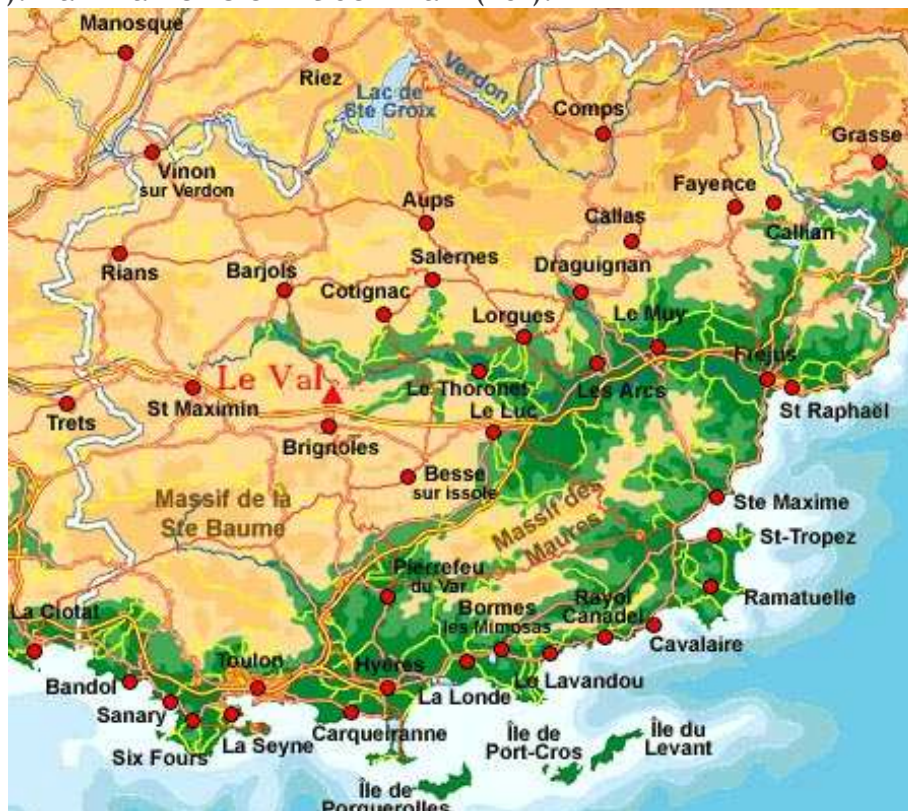 Manosque
Riez
Verdon
Lac de
Ste Croix
Comps
Grasse
Vinon
sur Verdon
Aups
Fayence
Callas
Callian
Rians
Barjols
Salernes
Draguignan
Cotignac
Lorgues
Le Muy
Fréjus
Le Val
St Maximin
Le Thoronet
Les Arcs
St Raphaël
Trets
Le Luc
Brignoles
Besse
sur issole
Massif de la
Ste Baume
Massif des
Maures
Ste Maxime
St-Tropez
Pierrefeu
du Var
Ramatuelle
La Ciotat
Bormes
les Mimosas
Rayol
Canadel
Cavalaire
Toulon
Hyères
Bandol
La Londe
Le Lavandou
Sanary
Six Fours
La Seyne
Carqueiranne
Île de
Port-Cros
Île du
Levant
Île de
Porquerolles